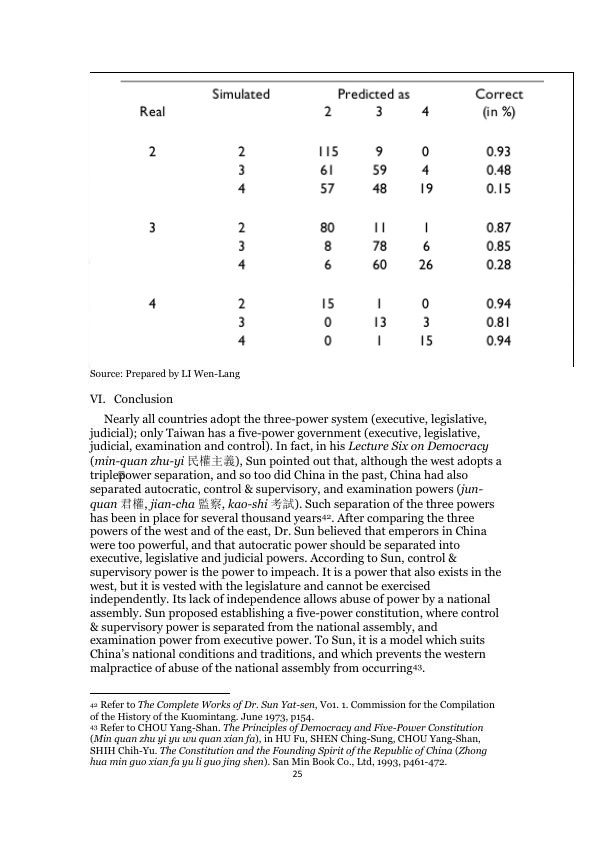 Simulated Predicted as Correct
Real 2 3 4 (in %)
2 2 115 9 0 0.93
3 61 59 4 0.48
4 57 48 19 0.15
3 2 80 11 1 0.87
3 8 78 6 0.85
4 6 60 26 0.28
4 2 15 1 0 0.94
3 0 13 3 0.81
4 0 1 15 0.94
Source: Prepared by LI Wen-Lang
VI. Conclusion
Nearly all countries adopt the three-power system (executive, legislative,
judicial); only Taiwan has a five-power government (executive, legislative,
judicial, examination and control). In fact, in his Lecture Six on Democracy
(min-quan zhu-yi 民權主義), Sun pointed out that, although the west adopts a
triple power separation, and so too did China in the past, China had also
separated autocratic, control & supervisory, and examination powers (jun-
quan 君權, jian-cha 監察, kao-shi 考試). Such separation of the three powers
has been in place for several thousand years42. After comparing the three
powers of the west and of the east, Dr. Sun believed that emperors in China
were too powerful, and that autocratic power should be separated into
executive, legislative and judicial powers. According to Sun, control &
supervisory power is the power to impeach. It is a power that also exists in the
west, but it is vested with the legislature and cannot be exercised
independently. Its lack of independence allows abuse of power by a national
assembly. Sun proposed establishing a five-power constitution, where control
& supervisory power is separated from the national assembly, and
examination power from executive power. To Sun, it is a model which suits
China's national conditions and traditions, and which prevents the western
malpractice of abuse of the national assembly from occurring43.
42 Refer to The Complete Works of Dr. Sun Yat-sen, Vo1. 1. Commission for the Compilation
of the History of the Kuomintang. June 1973, p154.
43 Refer to CHOU Yang-Shan. The Principles of Democracy and Five-Power Constitution
(Min quan zhu yi yu wu quan xian fa), in HU Fu, SHEN Ching-Sung, CHOU Yang-Shan,
SHIH Chih-Yu. The Constitution and the Founding Spirit of the Republic of China (Zhong
hua min guo xian fa yu li guo jing shen). San Min Book Co., Ltd, 1993, p461-472.
25